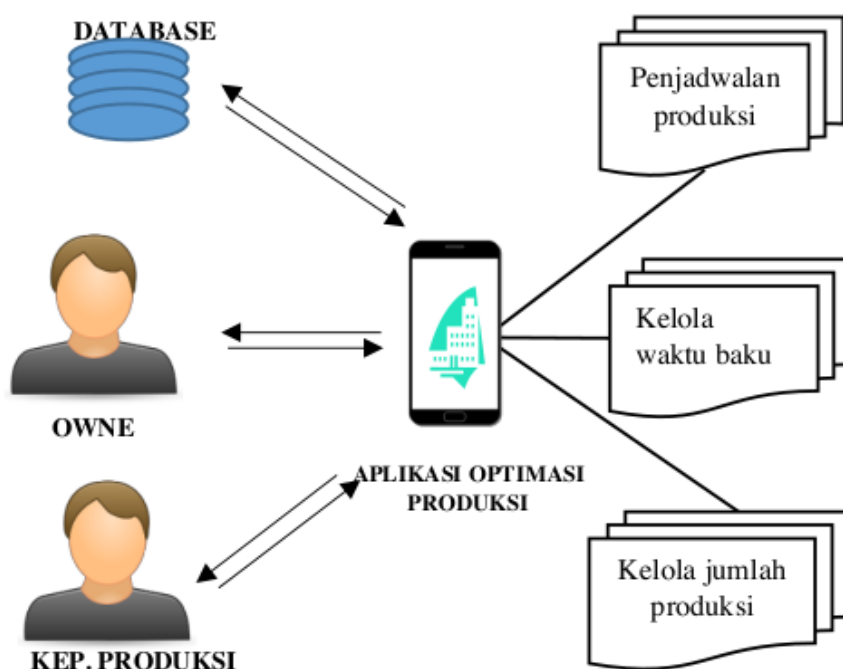 DATABASE
Penjadwalan
produksi
Kelola
waktu baku
OWNE
APLIKASI OPTIMASI
PRODUKSI
Kelola jumlah
produksi
KEP. PRODUKSI